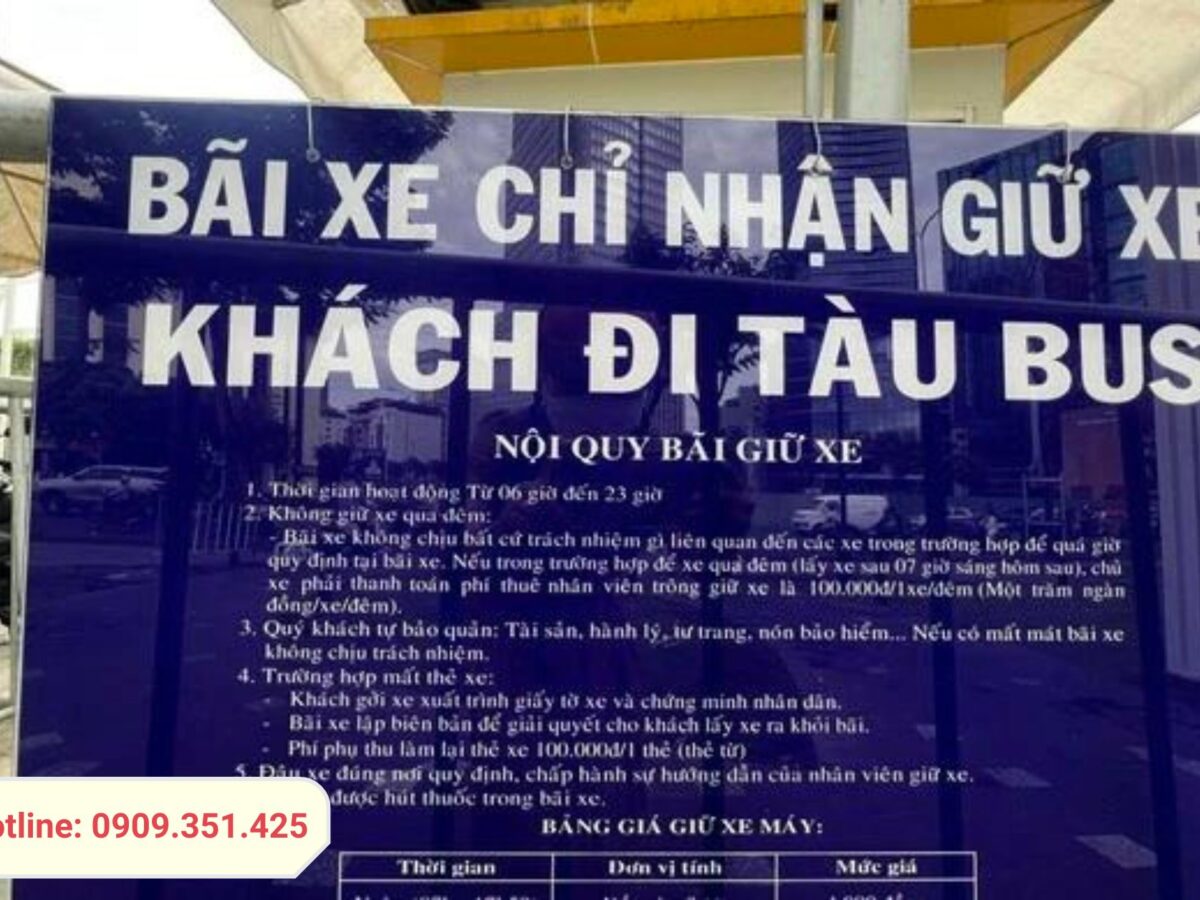 BÃI XE CHỈ NHẬN GIỮ XE
KHÁCH ĐI TÀU BUS
NỘI QUY BÃI GIỮ XE
1. Thời gian hoạt động Từ 06 giờ đến 23 giờ
2. Không giữ xe qua đêm:
- Bãi xe không chịu bất cứ trách nhiệm gì liên quan đến các xe trong trường hợp để quá giờ
quy định tại bãi xe. Nếu trong trường hợp để xe qua đêm (lấy xe sau 07 giờ sáng hôm sau), chủ
xe phải thanh toán phí thuê nhân viên trông giữ xe là 100.000đ/1xe/đêm (Một trăm ngàn
đồng/xe/đêm).
3. Quý khách tự bảo quản: Tài sản, hành lý, tư trang, nón bảo hiểm... Nếu có mất mát bãi xe
không chịu trách nhiệm.
4. Trường hợp mất thẻ xe:
- Khách gởi xe xuất trình giấy tờ xe và chứng minh nhân dân.
- Bãi xe lập biên bản để giải quyết cho khách lấy xe ra khỏi bãi.
- Phí phụ thu làm lại thẻ xe 100.000đ/1 thẻ (thẻ từ)
5. Đậu xe đúng nơi quy định, chấp hành sự hướng dẫn của nhân viên giữ xe.
được hút thuốc trong bãi xe.
otline: 0909.351.425
BẢNG GIÁ GIỮ XE MÁY:
Thời gian Đơn vị tính Mức giá